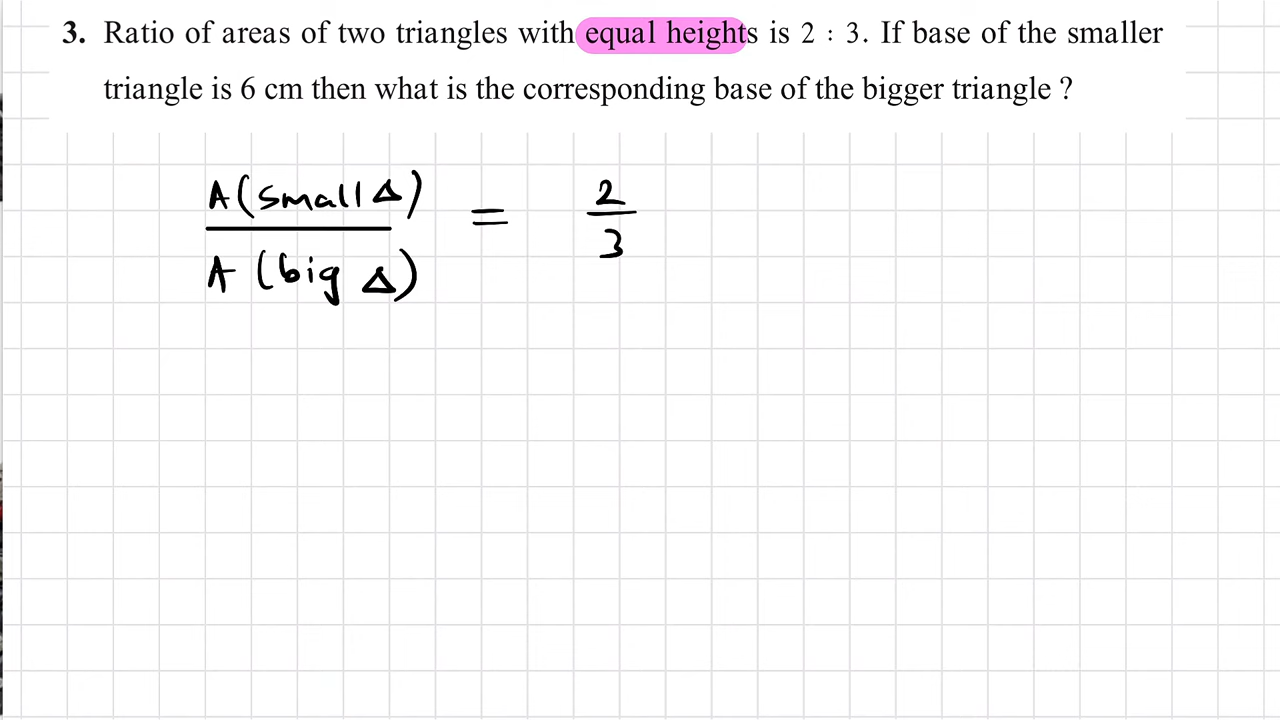 3. Ratio of areas of two triangles with equal heights is 2 : 3. If base of the smaller
triangle is 6 cm then what is the corresponding base of the bigger triangle ?
A (small Δ)
=
2
A (big Δ)
3